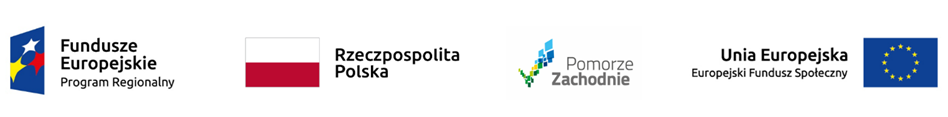 Fundusze
Europejskie
Program Regionalny
Rzeczpospolita
Polska
Pomorze
Zachodnie
Unia Europejska
Europejski Fundusz Społeczny